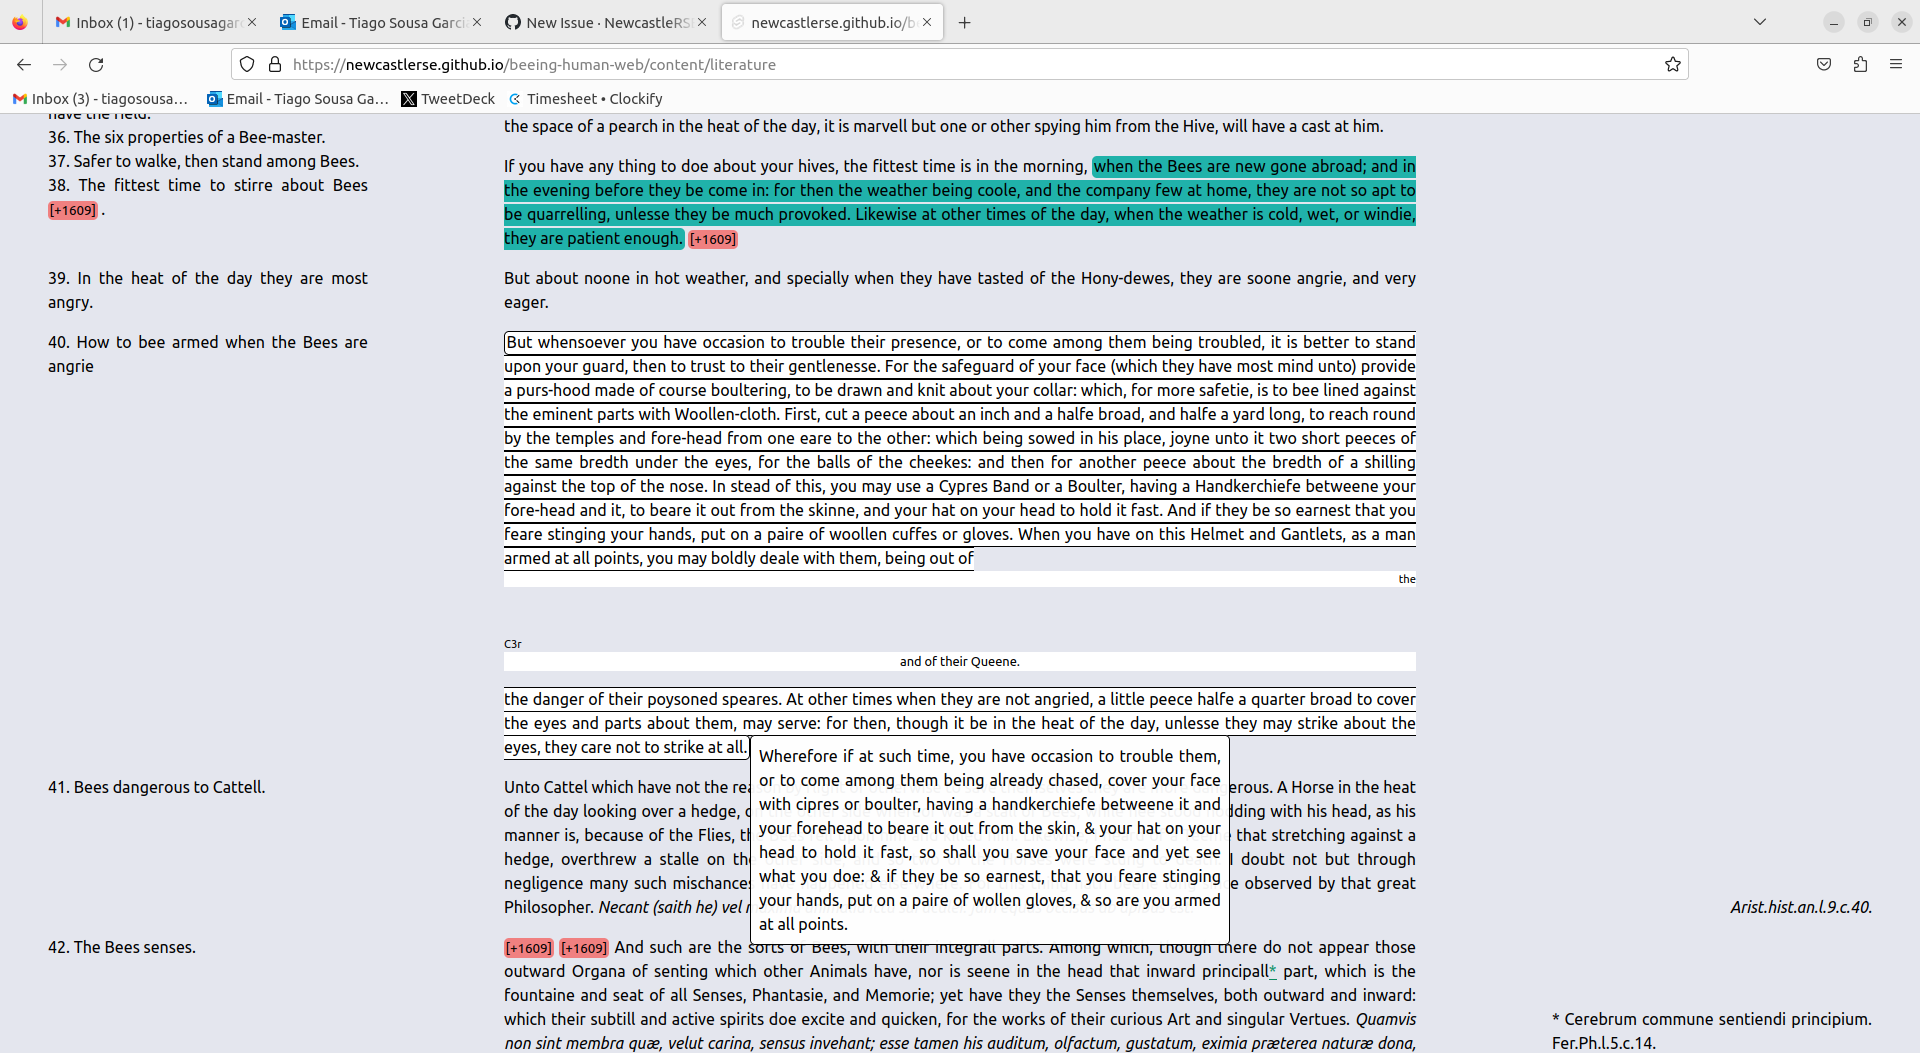 Inbox (1) - tiagosousagar
Email - Tiago Sousa Garci
New Issue · NewcastleRS
newcastlerse.github.io/b
https://newcastlerse.github.io/beeing-human-web/content/literature
Inbox (3) - tiagosousa…
Email - Tiago Sousa Ga…
TweetDeck
Timesheet • Clockify
have the field.
36. The six properties of a Bee-master.
37. Safer to walke, then stand among Bees.
38. The fittest time to stirre about Bees
[+1609] .
39. In the heat of the day they are most
angry.
40. How to bee armed when the Bees are
angrie
41. Bees dangerous to Cattell.
42. The Bees senses.
the space of a pearch in the heat of the day, it is marvell but one or other spying him from the Hive, will have a cast at him.
If you have any thing to doe about your hives, the fittest time is in the morning, when the Bees are new gone abroad; and in
the evening before they be come in: for then the weather being coole, and the company few at home, they are not so apt to
be quarrelling, unlesse they be much provoked. Likewise at other times of the day, when the weather is cold, wet, or windie,
they are patient enough. [+1609]
But about noone in hot weather, and specially when they have tasted of the Hony-dewes, they are soone angrie, and very
eager.
But whensoever you have occasion to trouble their presence, or to come among them being troubled, it is better to stand
upon your guard, then to trust to their gentlenesse. For the safeguard of your face (which they have most mind unto) provide
a purs-hood made of course boultering, to be drawn and knit about your collar: which, for more safetie, is to bee lined against
the eminent parts with Woollen-cloth. First, cut a peece about an inch and a halfe broad, and halfe a yard long, to reach round
by the temples and fore-head from one eare to the other: which being sowed in his place, joyne unto it two short peeces of
the same bredth under the eyes, for the balls of the cheekes: and then for another peece about the bredth of a shilling
against the top of the nose. In stead of this, you may use a Cypres Band or a Boulter, having a Handkerchiefe betweene your
fore-head and it, to beare it out from the skinne, and your hat on your head to hold it fast. And if they be so earnest that you
feare stinging your hands, put on a paire of woollen cuffes or gloves. When you have on this Helmet and Gantlets, as a man
armed at all points, you may boldly deale with them, being out of
the
C3r
and of their Queene.
the danger of their poysoned speares. At other times when they are not angried, a little peece halfe a quarter broad to cover
the eyes and parts about them, may serve: for then, though it be in the heat of the day, unlesse they may strike about the
eyes, they care not to strike at all.
Wherefore if at such time, you have occasion to trouble them,
or to come among them being already chased, cover your face
with cipres or boulter, having a handkerchiefe betweene it and
your forehead to beare it out from the skin, & your hat on your
head to hold it fast, so shall you save your face and yet see
what you doe: & if they be so earnest, that you feare stinging
your hands, put on a paire of wollen gloves, & so are you armed
at all points.
Unto Cattel which have not the rea erous. A Horse in the heat
of the day looking over a hedge, dding with his head, as his
manner is, because of the Flies, th that stretching against a
hedge, overthrew a stalle on the I doubt not but through
negligence many such mischances e observed by that great
Philosopher. Necant (saith he) vel
Arist.hist.an.l.9.c.40.
[+1609] [+1609] And such are the sorts of Bees, with their integrall parts. Among which, though there do not appear those
outward Organa of senting which other Animals have, nor is seene in the head that inward principall* part, which is the
fountaine and seat of all Senses, Phantasie, and Memorie; yet have they the Senses themselves, both outward and inward:
which their subtill and active spirits doe excite and quicken, for the works of their curious Art and singular Vertues. Quamvis
non sint membra quæ, velut carina, sensus invehant; esse tamen his auditum, olfactum, gustatum, eximia præterea naturæ dona,
* Cerebrum commune sentiendi principium.
Fer.Ph.l.5.c.14.